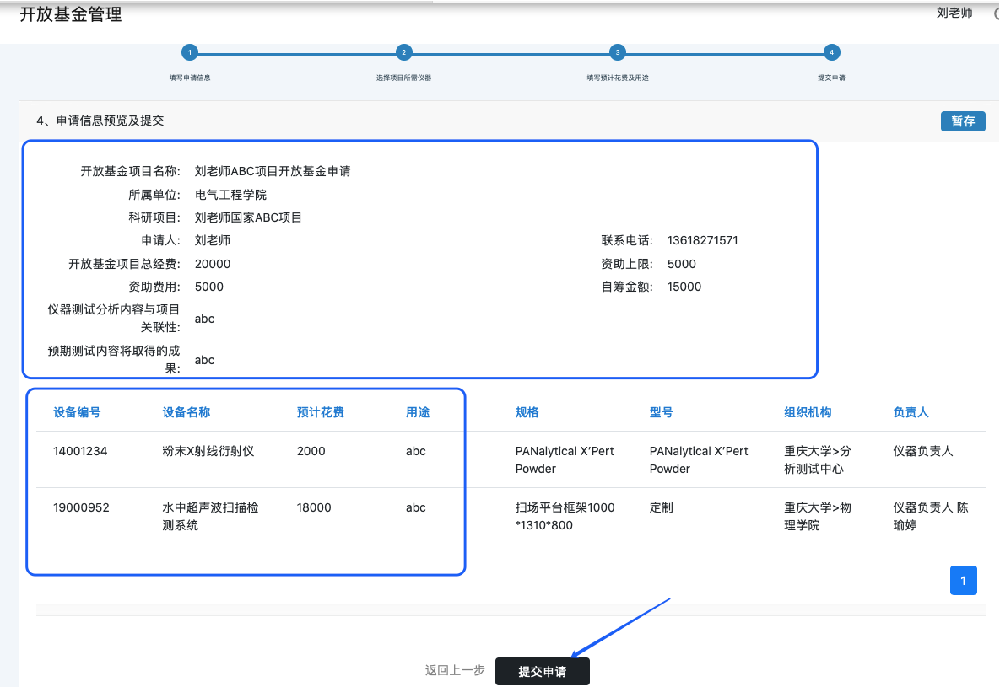 开放基金管理
刘老师
1
2
3
4
填写申请信息
选择项目所需仪器
填写预计花费及用途
提交申请
4、申请信息预览及提交
暂存
开放基金项目名称: 刘老师ABC项目开放基金申请
所属单位: 电气工程学院
科研项目: 刘老师国家ABC项目
申请人: 刘老师 联系电话: 13618271571
开放基金项目总经费: 20000 资助上限: 5000
资助费用: 5000 自筹金额: 15000
仪器测试分析内容与项目
关联性: abc
预期测试内容将取得的成
果: abc
设备编号 设备名称 预计花费 用途 规格 型号 组织机构 负责人
14001234 粉末X射线衍射仪 2000 abc PANalytical X’Pert PANalytical X’Pert 重庆大学>分 仪器负责人
Powder Powder 析测试中心
19000952 水中超声波扫描检 18000 abc 扫场平台框架1000 定制 重庆大学>物 仪器负责人 陈
测系统 *1310*800 理学院 瑜婷
1
返回上一步 提交申请